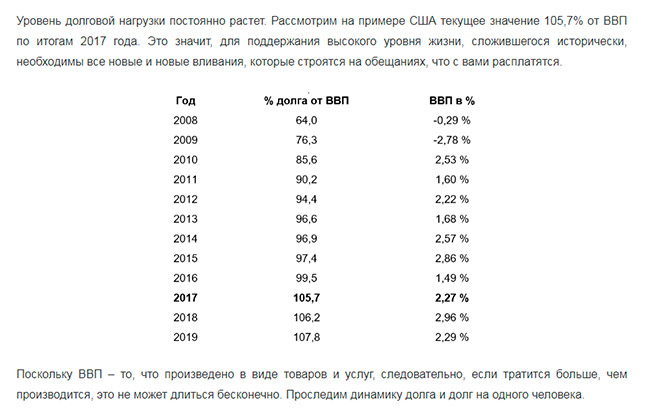 Уровень долговой нагрузки постоянно растет. Рассмотрим на примере США текущее значение 105,7% от ВВП
по итогам 2017 года. Это значит, для поддержания высокого уровня жизни, сложившегося исторически,
необходимы все новые и новые вливания, которые строятся на обещаниях, что с вами расплатятся.
Год % долга от ВВП ВВП в %
2008 64,0 -0,29 %
2009 76,3 -2,78 %
2010 85,6 2,53 %
2011 90,2 1,60 %
2012 94,4 2,22 %
2013 96,6 1,68 %
2014 96,9 2,57 %
2015 97,4 2,86 %
2016 99,5 1,49 %
2017 105,7 2,27 %
2018 106,2 2,96 %
2019 107,8 2,29 %
Поскольку ВВП – то, что произведено в виде товаров и услуг, следовательно, если тратится больше, чем
производится, это не может длиться бесконечно. Проследим динамику долга и долг на одного человека.